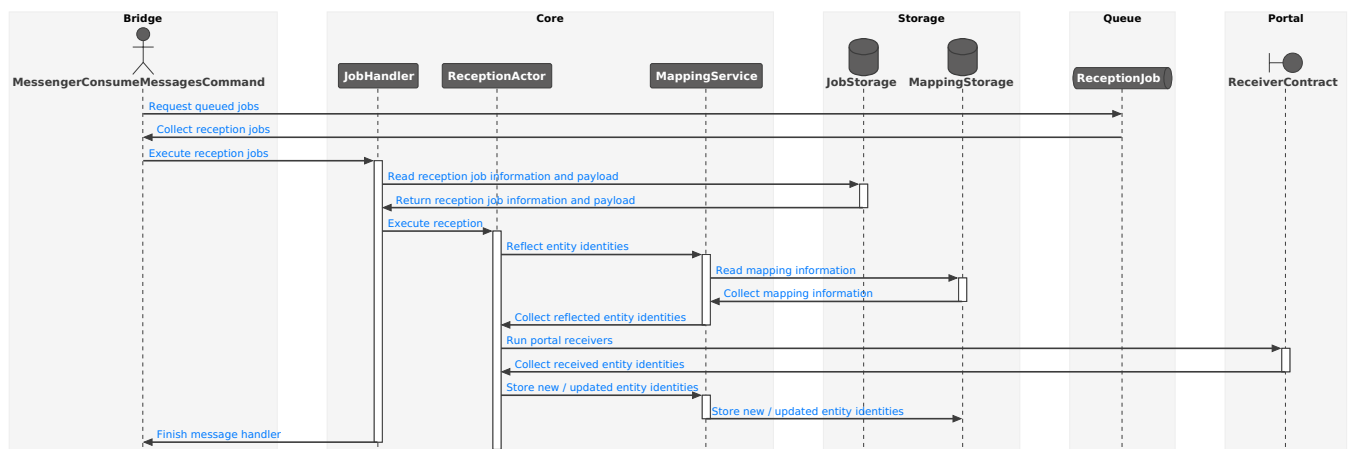 Bridge
Core
Storage
Queue
Portal
MessengerConsumeMessagesCommand
JobHandler
ReceptionActor
MappingService
JobStorage
MappingStorage
ReceptionJob
ReceiverContract
Request queued jobs
Collect reception jobs
Execute reception jobs
Read reception job information and payload
Return reception job information and payload
Execute reception
Reflect entity identities
Read mapping information
Collect mapping information
Collect reflected entity identities
Run portal receivers
Collect received entity identities
Store new / updated entity identities
Store new / updated entity identities
Finish message handler